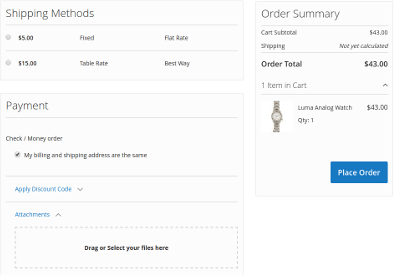 Shipping Methods
$5.00 Fixed Flat Rate
$15.00 Table Rate Best Way
Payment
Check / Money order
My billing and shipping address are the same
Apply Discount Code
Attachments
Drag or Select your files here
Order Summary
Cart Subtotal $43.00
Shipping Not yet calculated
Order Total $43.00
1 Item in Cart
Luma Analog Watch $43.00
Qty: 1
Place Order